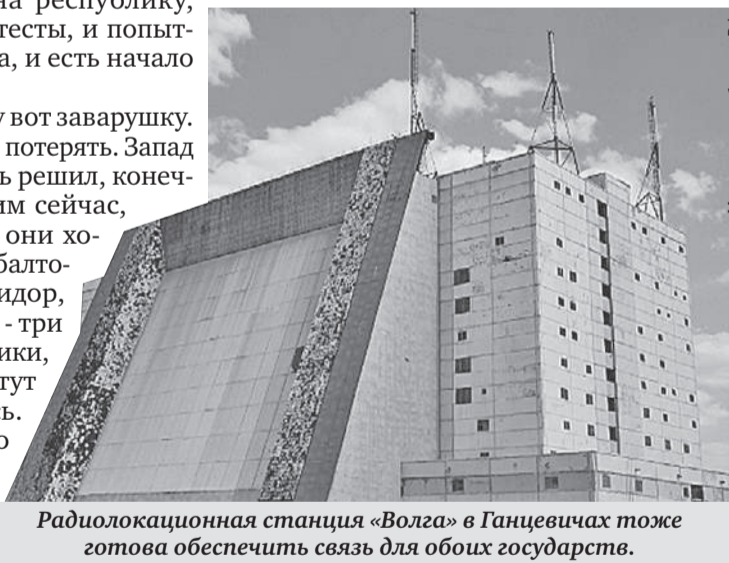 на республику,
тесты, и попыт-
а, и есть начало
у вот заварушку.
потерять. Запад
ь решил, конеч-
им сейчас,
они хо-
балто-
идор,
- три
ики,
тут
ь.
о
Радиолокационная станция «Волга» в Ганцевичах тоже
готова обеспечить связь для обоих государств.